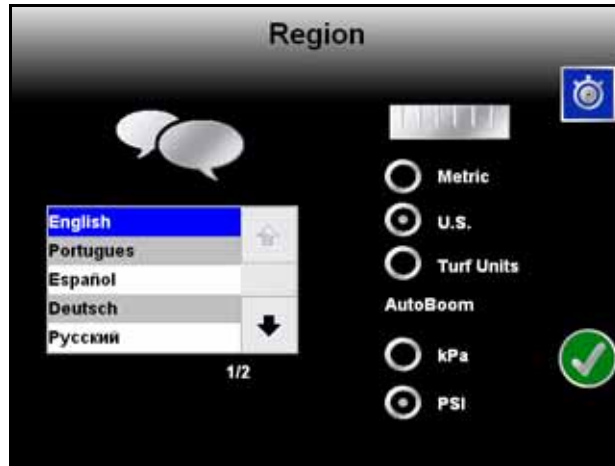 Region
English
Portugues
Español
Deutsch
Русский
1/2
Metric
U.S.
Turf Units
AutoBoom
kPa
PSI